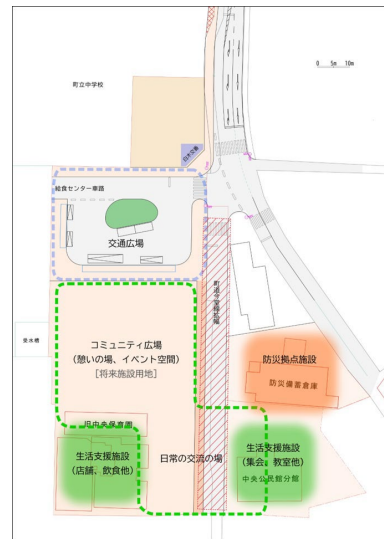 0 5m 10m
町立中学校
給食センター車路
交通広場
コミュニティ広場
（憩いの場、イベント空間）
[将来施設用地]
受水槽
防災拠点施設
防災備蓄倉庫
旧中央保育園
生活支援施設
（店舗、飲食他）
日常の交流の場
生活支援施設
（集会、教室他）
中央公民館分館